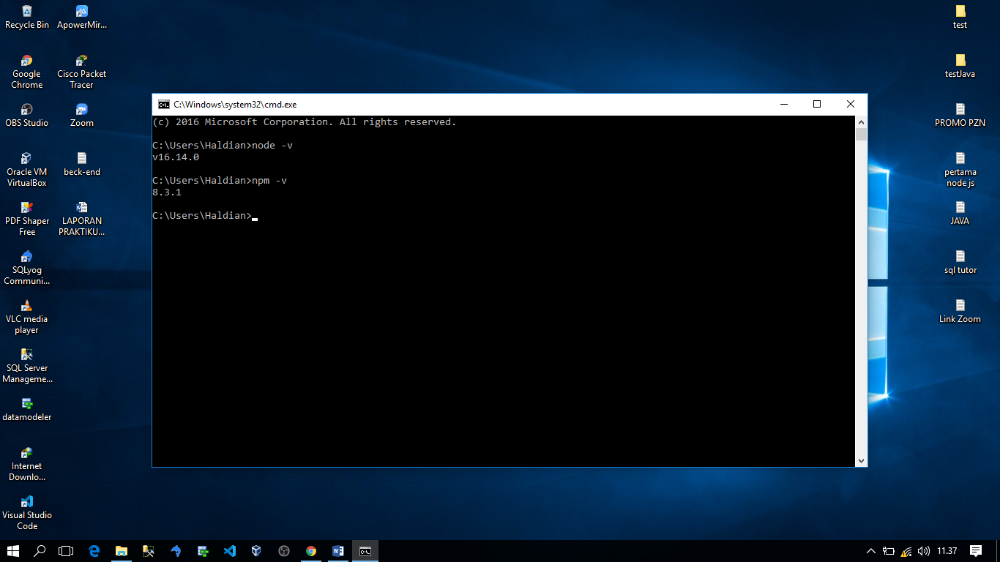 Recycle Bin
ApowerMir...
Google
Chrome
Cisco Packet
Tracer
OBS Studio
Zoom
Oracle VM
VirtualBox
beck-end
PDF Shaper
Free
LAPORAN
PRAKTIKU...
SQLyog
Communi...
VLC media
player
SQL Server
Manageme...
datamodeler
Internet
Downlo...
Visual Studio
Code
C:\Windows\system32\cmd.exe
(c) 2016 Microsoft Corporation. All rights reserved.
C:\Users\Haldian>node -v
v16.14.0
C:\Users\Haldian>npm -v
8.3.1
C:\Users\Haldian>
test
testJava
PROMO PZN
pertama
node js
JAVA
sql tutor
Link Zoom
11.37